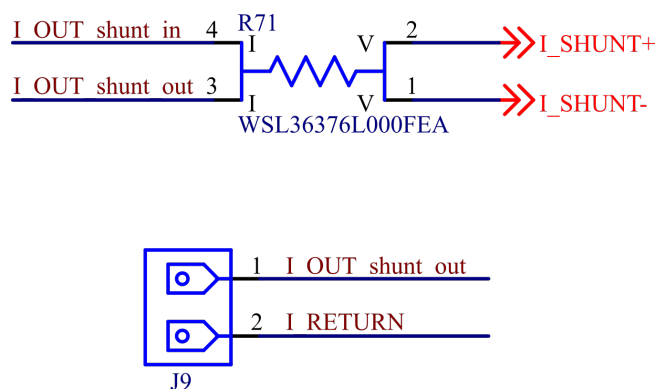 R71
I_OUT_shunt_in 4 I V 2 I_SHUNT+
I_OUT_shunt_out 3 I V 1 I_SHUNT-
WSL36376L000FEA
1 I_OUT_shunt_out
2 I_RETURN
J9